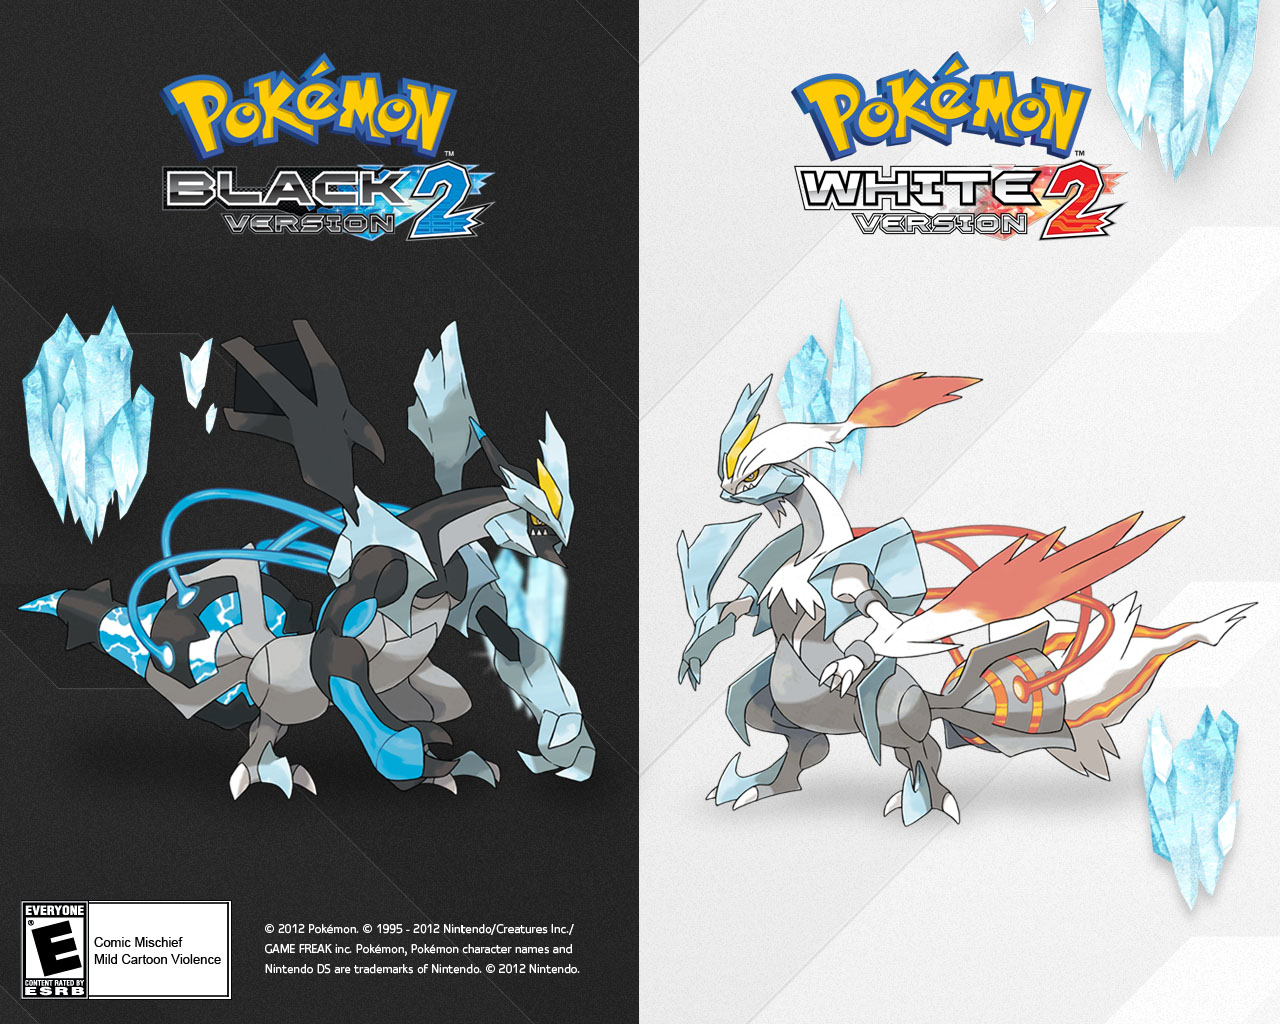 POKéMON
™
BLACK 2
VERSION
POKéMON
™
WHITE 2
VERSION
EVERYONE
®
E
CONTENT RATED BY
ESRB
Comic Mischief
Mild Cartoon Violence
© 2012 Pokémon. © 1995 - 2012 Nintendo/Creatures Inc./
GAME FREAK inc. Pokémon, Pokémon character names and
Nintendo DS are trademarks of Nintendo. © 2012 Nintendo.